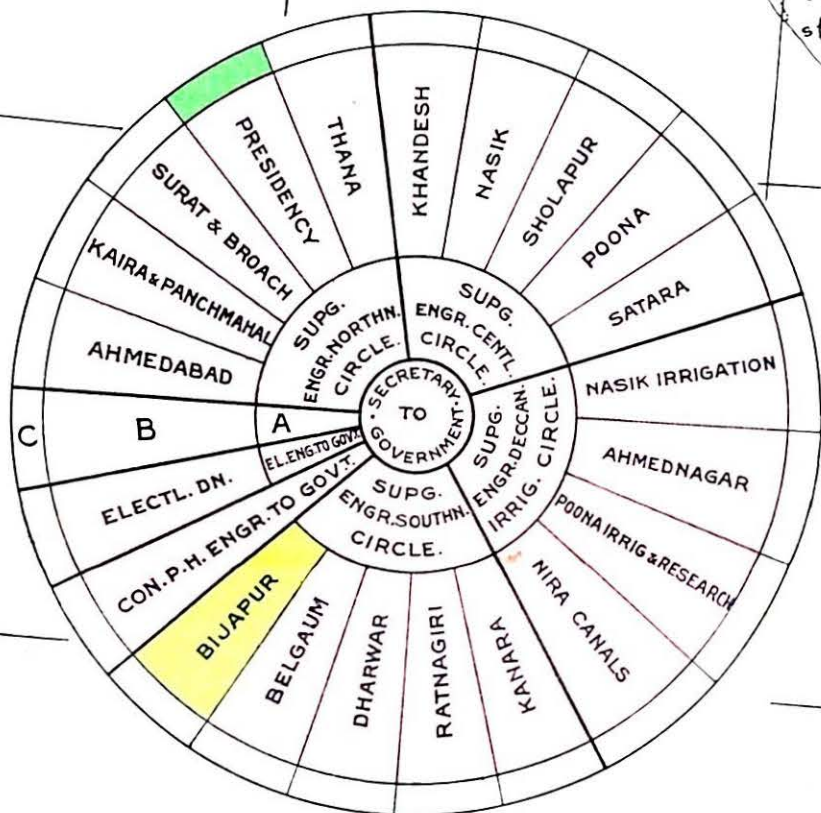 SECRETARY
TO
GOVERNMENT
SUPG.
ENGR. CENTL.
CIRCLE.
KHANDESH
NASIK
SHOLAPUR
POONA
SATARA
SUPG.
ENGR. DECCAN.
IRRIG. CIRCLE.
NASIK IRRIGATION
AHMEDNAGAR
POONA IRRIG & RESEARCH
NIRA CANALS
SUPG.
ENGR. SOUTHN.
CIRCLE.
KANARA
RATNAGIRI
DHARWAR
BELGAUM
BIJAPUR
CON. P. H. ENGR. TO GOVT.
EL. ENG. TO GOVT.
ELECTL. DN.
A
B
C
SUPG.
ENGR. NORTHN.
CIRCLE.
AHMEDABAD
KAIRA & PANCHMAHAL
SURAT & BROACH
PRESIDENCY
THANA